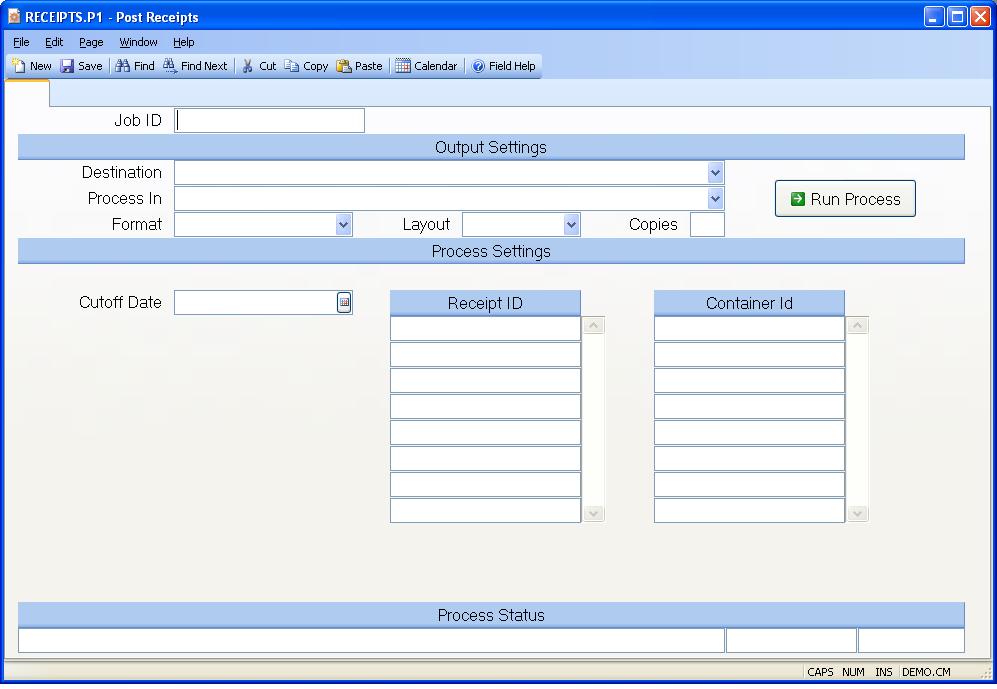 RECEIPTS.P1 - Post Receipts
File Edit Page Window Help
New Save Find Find Next Cut Copy Paste Calendar Field Help
Job ID
Output Settings
Destination
Process In
Run Process
Format Layout Copies
Process Settings
Cutoff Date Receipt ID Container Id
Process Status
CAPS NUM INS DEMO.CM